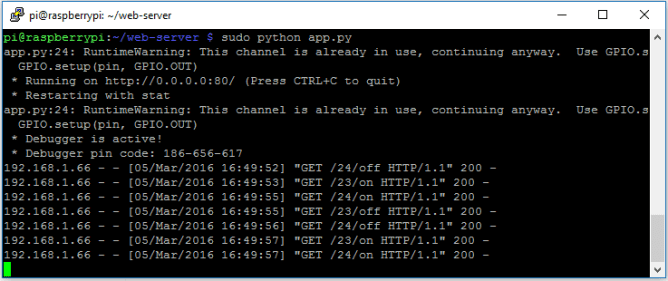 pi@raspberrypi: ~/web-server
pi@raspberrypi:~/web-server $ sudo python app.py
app.py:24: RuntimeWarning: This channel is already in use, continuing anyway.  Use GPIO.s
  GPIO.setup(pin, GPIO.OUT)
 * Running on http://0.0.0.0:80/ (Press CTRL+C to quit)
 * Restarting with stat
app.py:24: RuntimeWarning: This channel is already in use, continuing anyway.  Use GPIO.s
  GPIO.setup(pin, GPIO.OUT)
 * Debugger is active!
 * Debugger pin code: 186-656-617
192.168.1.66 - - [05/Mar/2016 16:49:52] "GET /24/off HTTP/1.1" 200 -
192.168.1.66 - - [05/Mar/2016 16:49:53] "GET /23/on HTTP/1.1" 200 -
192.168.1.66 - - [05/Mar/2016 16:49:55] "GET /24/on HTTP/1.1" 200 -
192.168.1.66 - - [05/Mar/2016 16:49:55] "GET /23/off HTTP/1.1" 200 -
192.168.1.66 - - [05/Mar/2016 16:49:56] "GET /24/off HTTP/1.1" 200 -
192.168.1.66 - - [05/Mar/2016 16:49:57] "GET /23/on HTTP/1.1" 200 -
192.168.1.66 - - [05/Mar/2016 16:49:57] "GET /24/on HTTP/1.1" 200 -